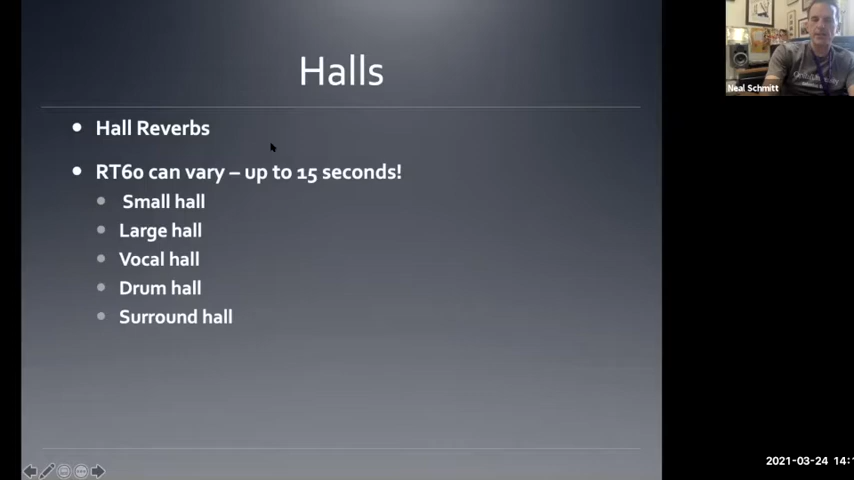 Halls
Hall Reverbs
RT60 can vary – up to 15 seconds!
Small hall
Large hall
Vocal hall
Drum hall
Surround hall
Neal Schmitt
2021-03-24 14:1